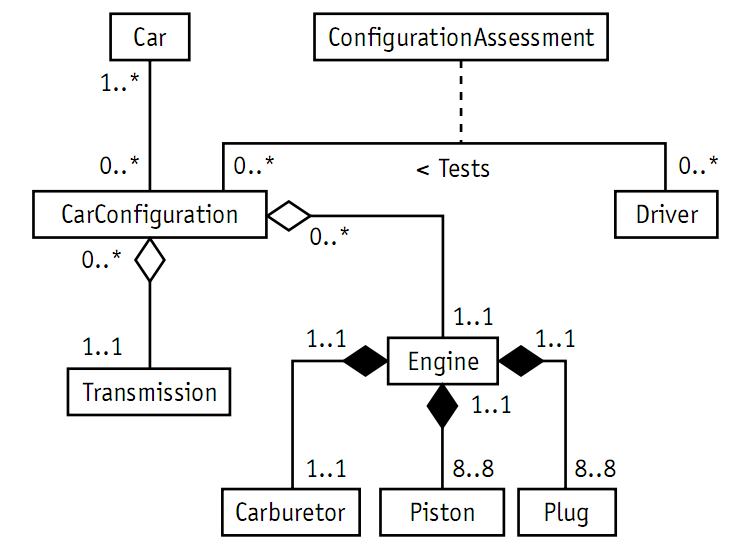 Car
ConfigurationAssessment
1..*
0..*
0..*
< Tests
0..*
CarConfiguration
Driver
0..*
0..*
1..1
1..1
1..1
1..1
Engine
Transmission
1..1
1..1
8..8
8..8
Carburetor
Piston
Plug